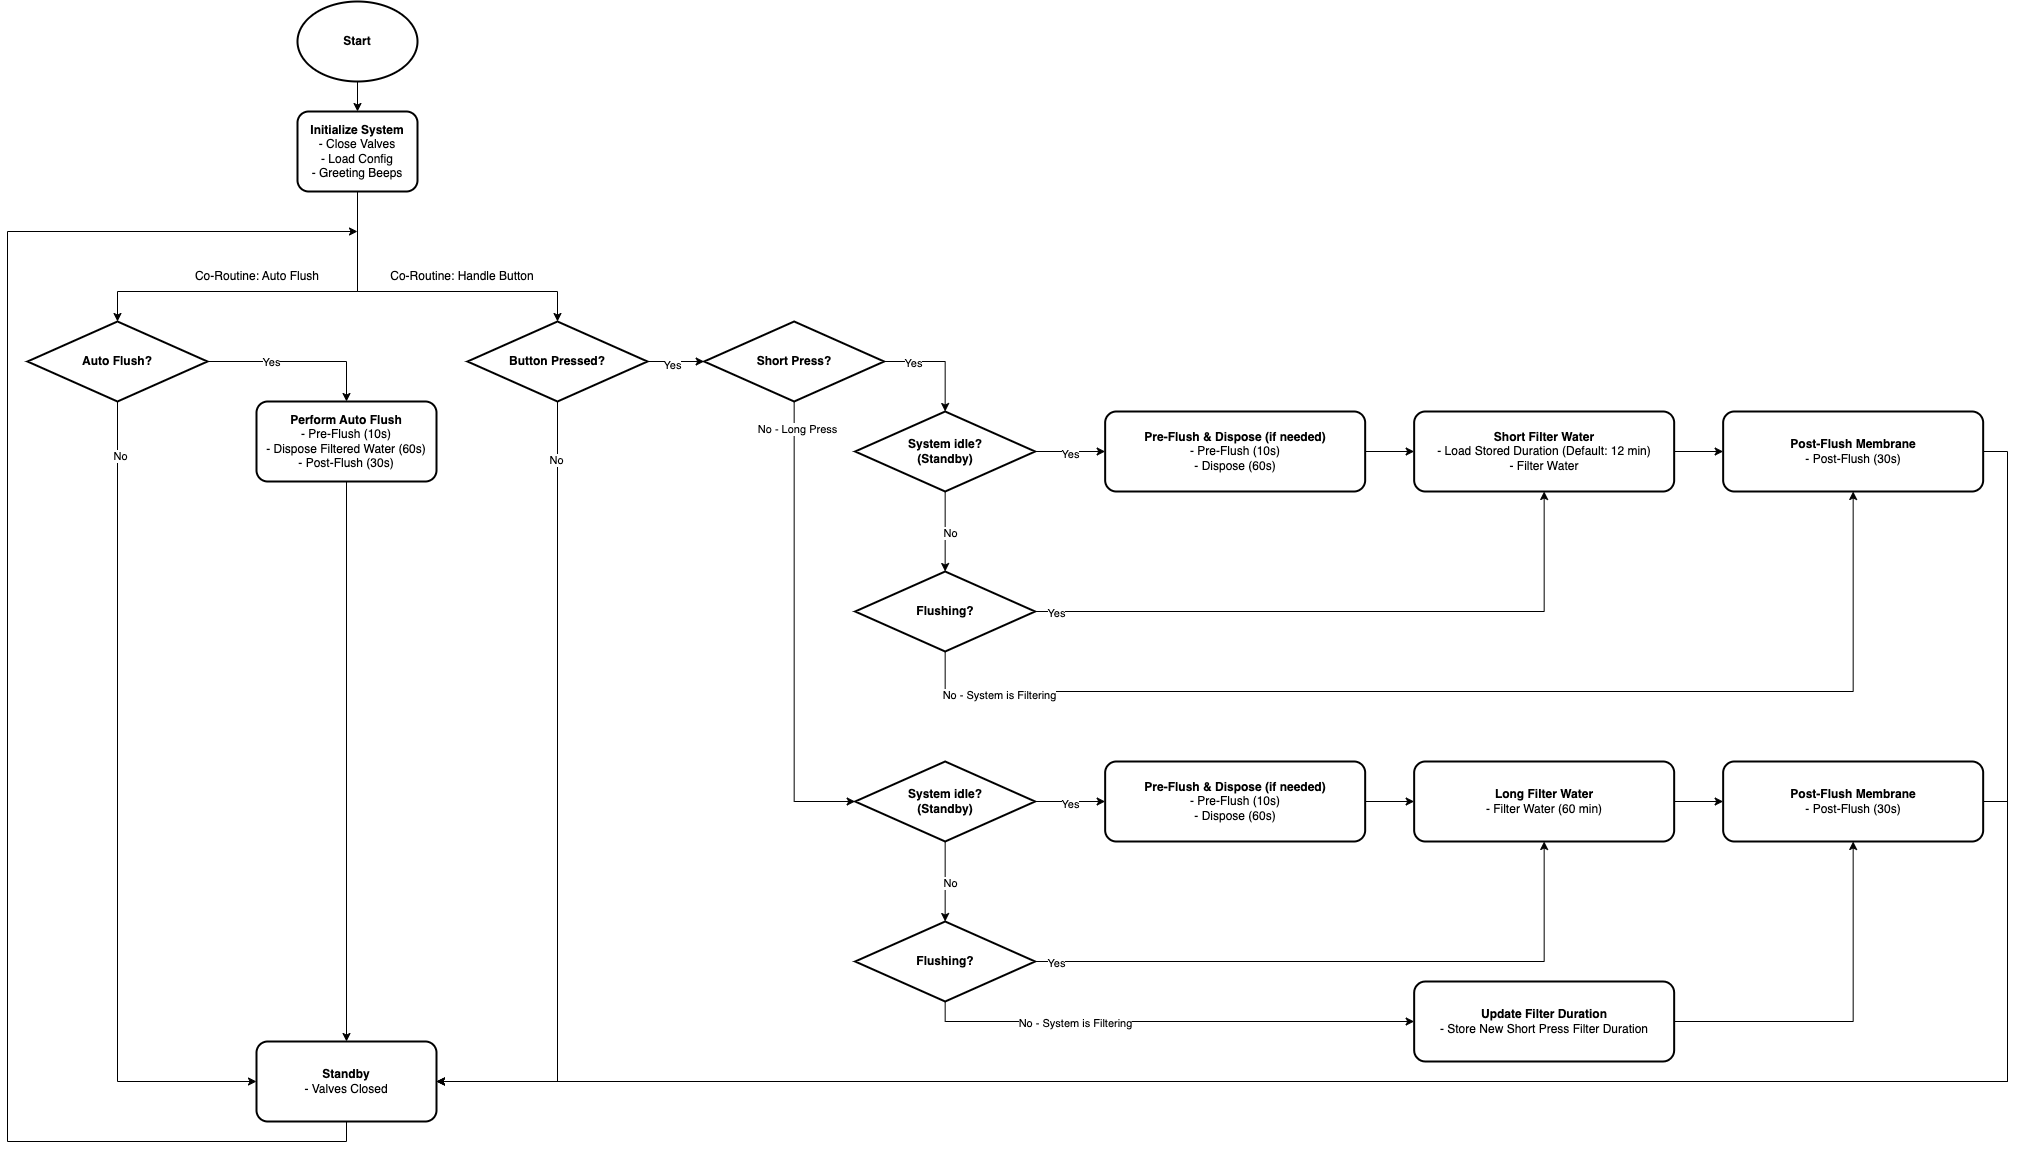 Start
Initialize System
- Close Valves
- Load Config
- Greeting Beeps
Co-Routine: Auto Flush
Co-Routine: Handle Button
Auto Flush?
Yes
No
Perform Auto Flush
- Pre-Flush (10s)
- Dispose Filtered Water (60s)
- Post-Flush (30s)
Button Pressed?
Yes
No
Short Press?
Yes
No - Long Press
System idle?
(Standby)
Yes
No
Pre-Flush & Dispose (if needed)
- Pre-Flush (10s)
- Dispose (60s)
Short Filter Water
- Load Stored Duration (Default: 12 min)
- Filter Water
Post-Flush Membrane
- Post-Flush (30s)
Flushing?
Yes
No - System is Filtering
System idle?
(Standby)
Yes
No
Pre-Flush & Dispose (if needed)
- Pre-Flush (10s)
- Dispose (60s)
Long Filter Water
- Filter Water (60 min)
Post-Flush Membrane
- Post-Flush (30s)
Flushing?
Yes
No - System is Filtering
Update Filter Duration
- Store New Short Press Filter Duration
Standby
- Valves Closed